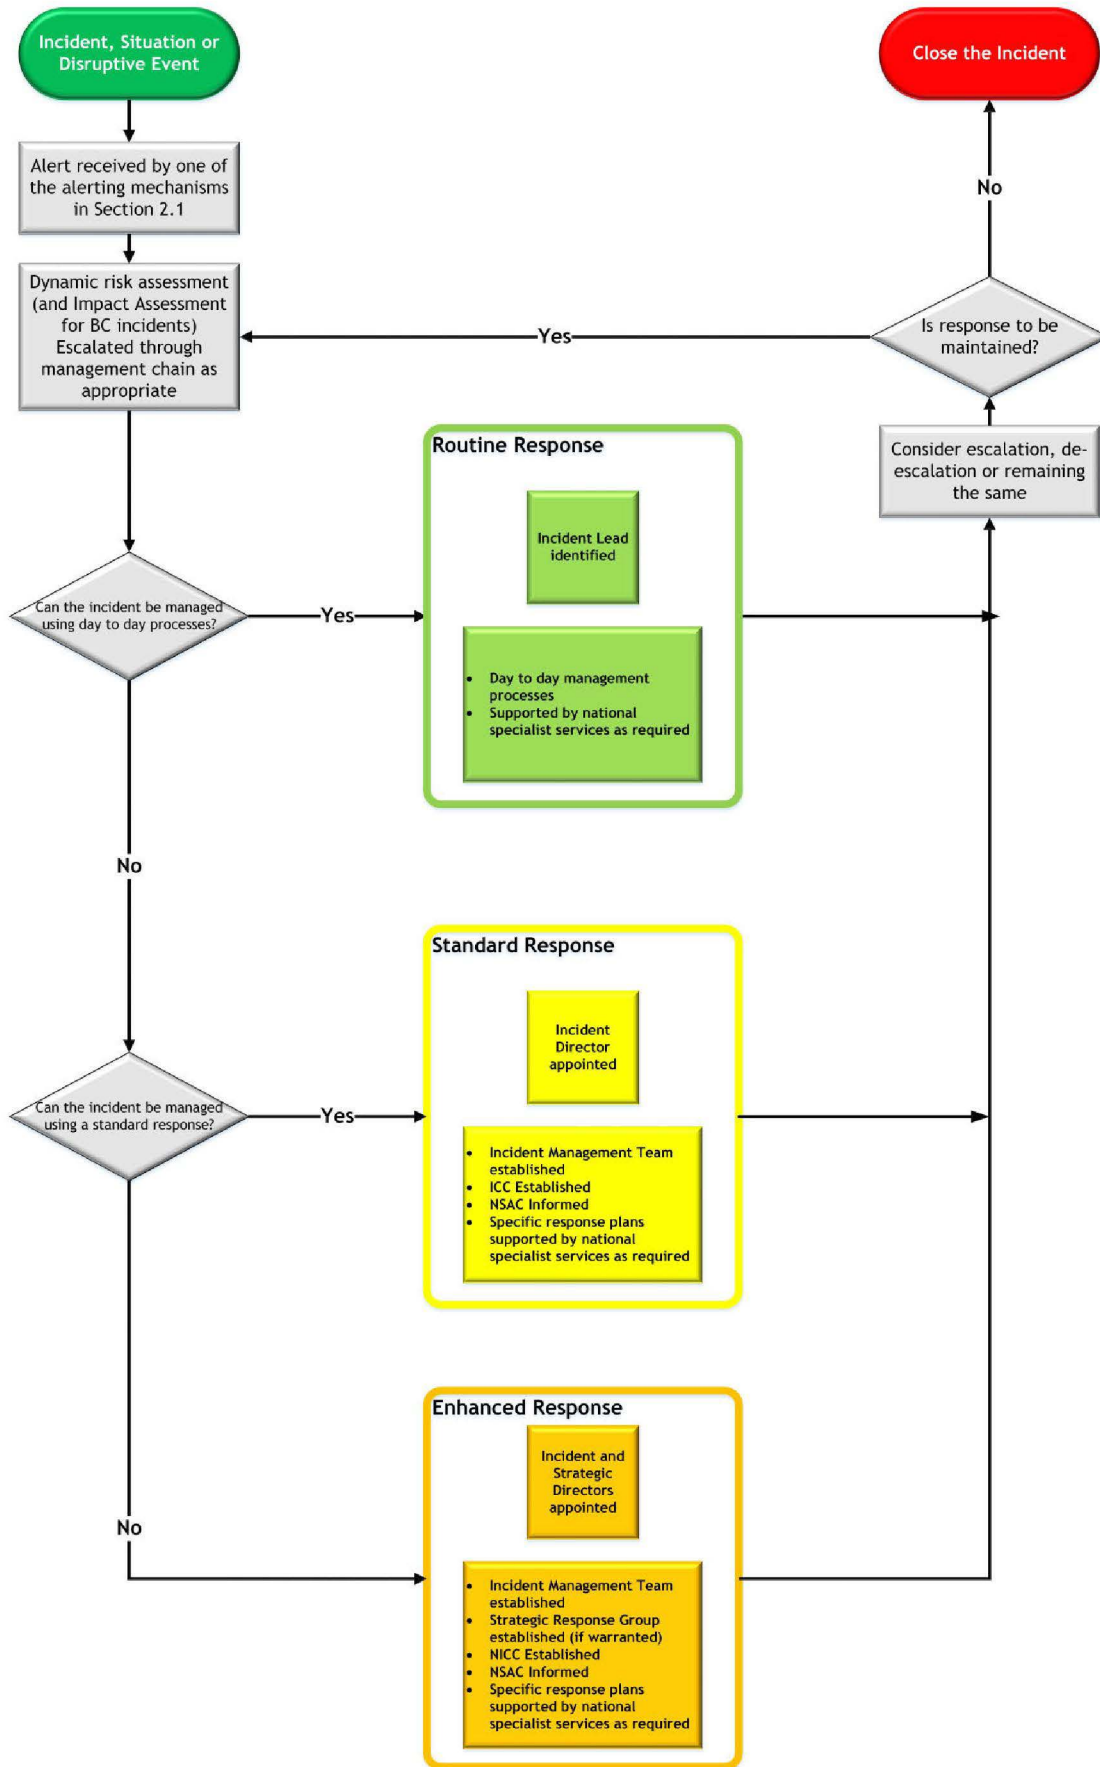 Incident, Situation or
Disruptive Event
Close the Incident
Alert received by one of
the alerting mechanisms
in Section 2.1
No
Dynamic risk assessment
(and Impact Assessment
for BC incidents)
Escalated through
management chain as
appropriate
Yes
Is response to be
maintained?
Consider escalation, de-
escalation or remaining
the same
Routine Response
Incident Lead
identified
Can the incident be managed
using day to day processes?
Yes
• Day to day management
processes
• Supported by national
specialist services as required
No
Standard Response
Incident
Director
appointed
Can the incident be managed
using a standard response?
Yes
• Incident Management Team
established
• ICC Established
• NSAC Informed
• Specific response plans
supported by national
specialist services as required
Enhanced Response
Incident and
Strategic
Directors
appointed
No
• Incident Management Team
established
• Strategic Response Group
established (if warranted)
• NICC Established
• NSAC Informed
• Specific response plans
supported by national
specialist services as required